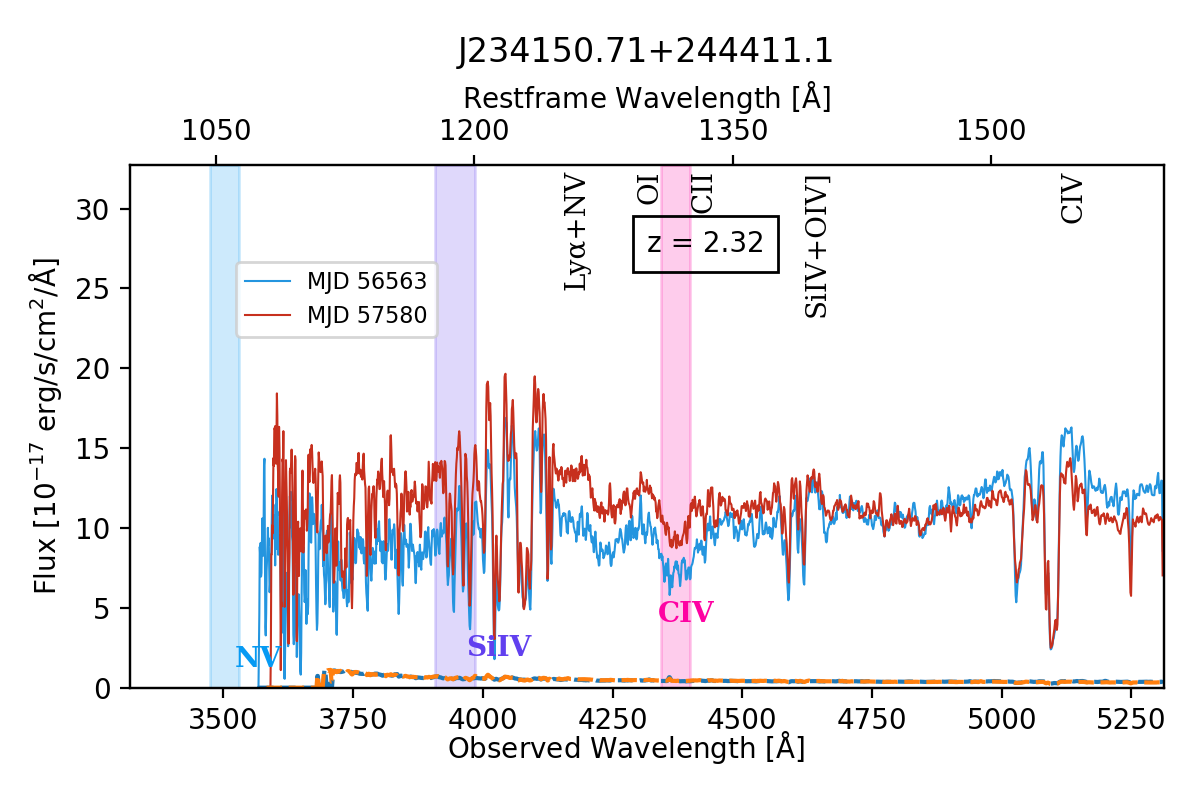 J234150.71+244411.1
Restframe Wavelength [Å]
1050 1200 1350 1500
Lyα+NV
OI
CII
SiIV+OIV]
CIV
z = 2.32
MJD 56563
MJD 57580
30
25
20
15
10
5
0
Flux [10⁻¹⁷ erg/s/cm²/Å]
CIV
SiIV
NV
3500 3750 4000 4250 4500 4750 5000 5250
Observed Wavelength [Å]